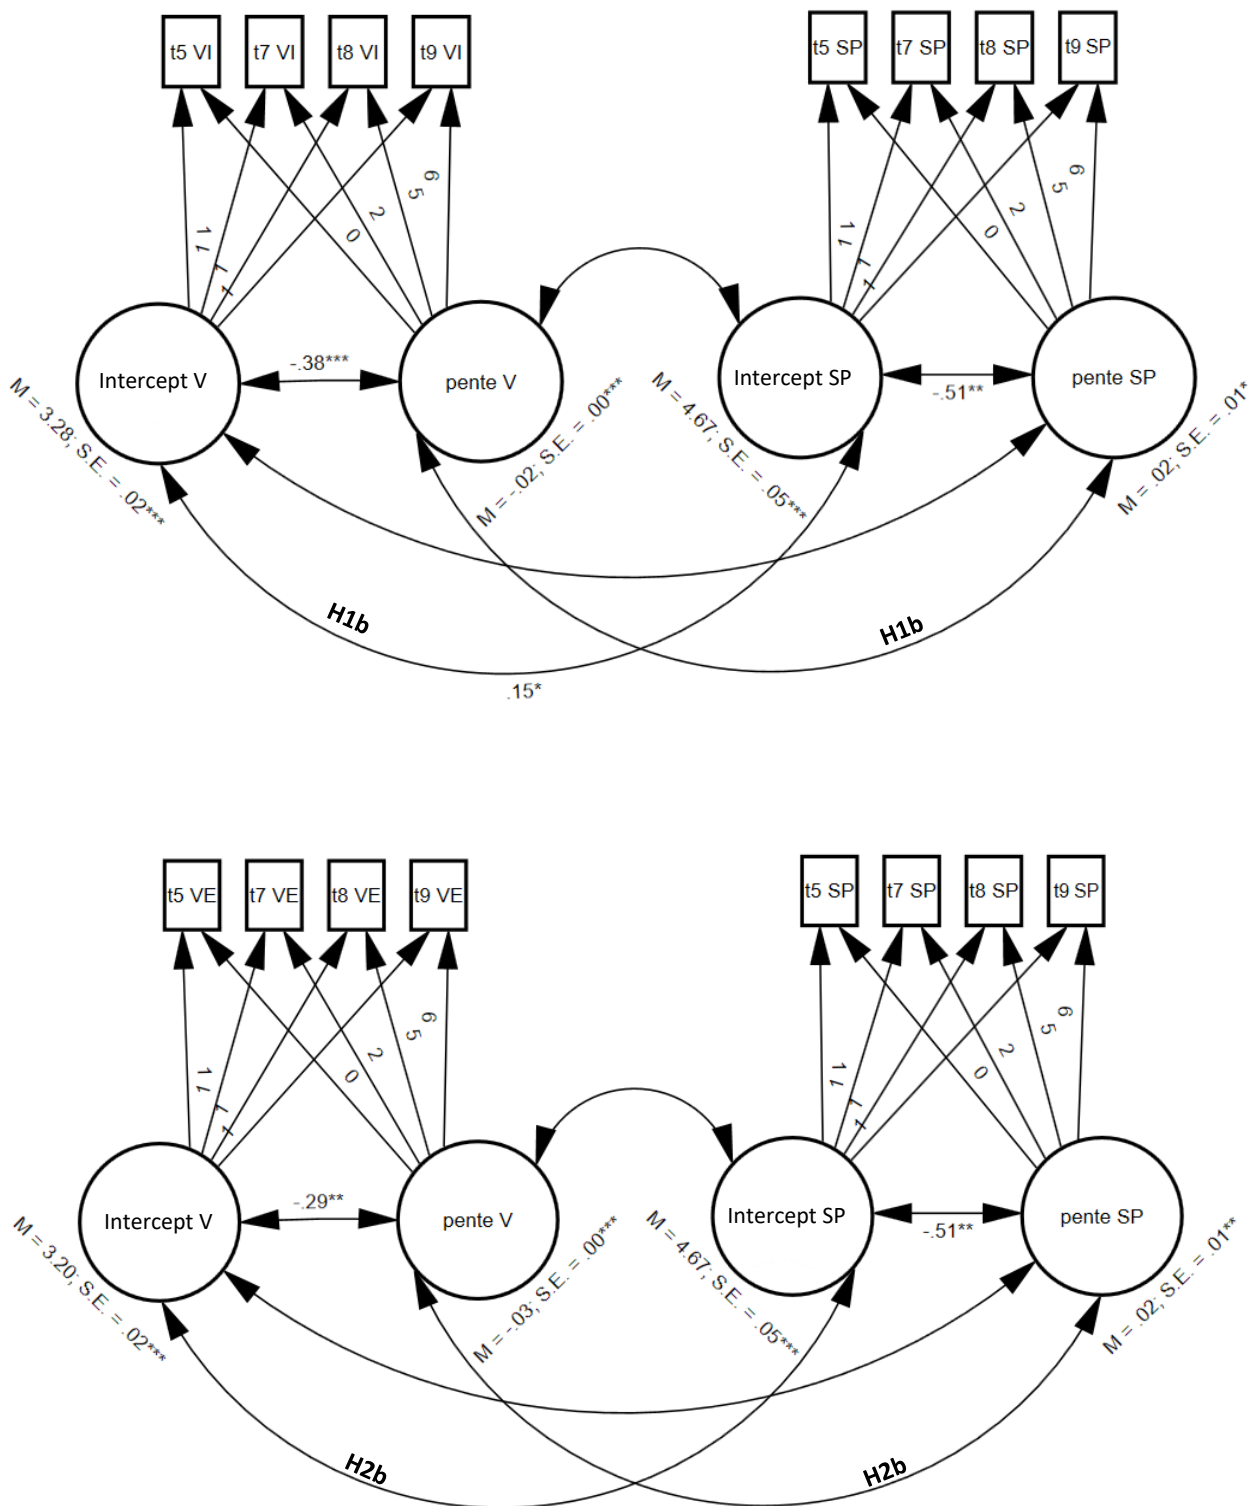 t5 VI t7 VI t8 VI t9 VI
t5 SP t7 SP t8 SP t9 SP
6 6
5 5
2 2
0 0
1 1
1 1
1 1
1 1
Intercept V
-.38***
pente V
Intercept SP
-.51**
pente SP
M = 3.28; S.E. = .02***
M = -.02; S.E. = .00***
M = 4.67; S.E. = .05***
M = .02; S.E. = .01*
H1b
H1b
.15*
t5 VE t7 VE t8 VE t9 VE
t5 SP t7 SP t8 SP t9 SP
6 6
5 5
2 2
0 0
1 1
1 1
1 1
1 1
Intercept V
-.29**
pente V
Intercept SP
-.51**
pente SP
M = 3.20; S.E. = .02***
M = -.03; S.E. = .00***
M = 4.67; S.E. = .05***
M = .02; S.E. = .01**
H2b
H2b